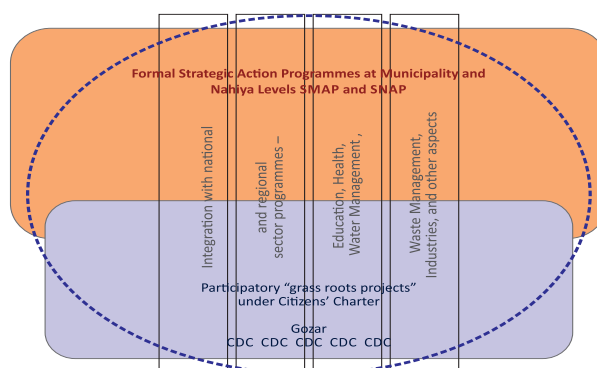 Formal Strategic Action Programmes at Municipality and
Nahiya Levels SMAP and SNAP
Integration with national
and regional
sector programmes –
Education, Health,
Water Management ,
Waste Management,
Industries, and other aspects
Participatory “grass roots projects”
under Citizens’ Charter
Gozar
CDC CDC CDC CDC CDC